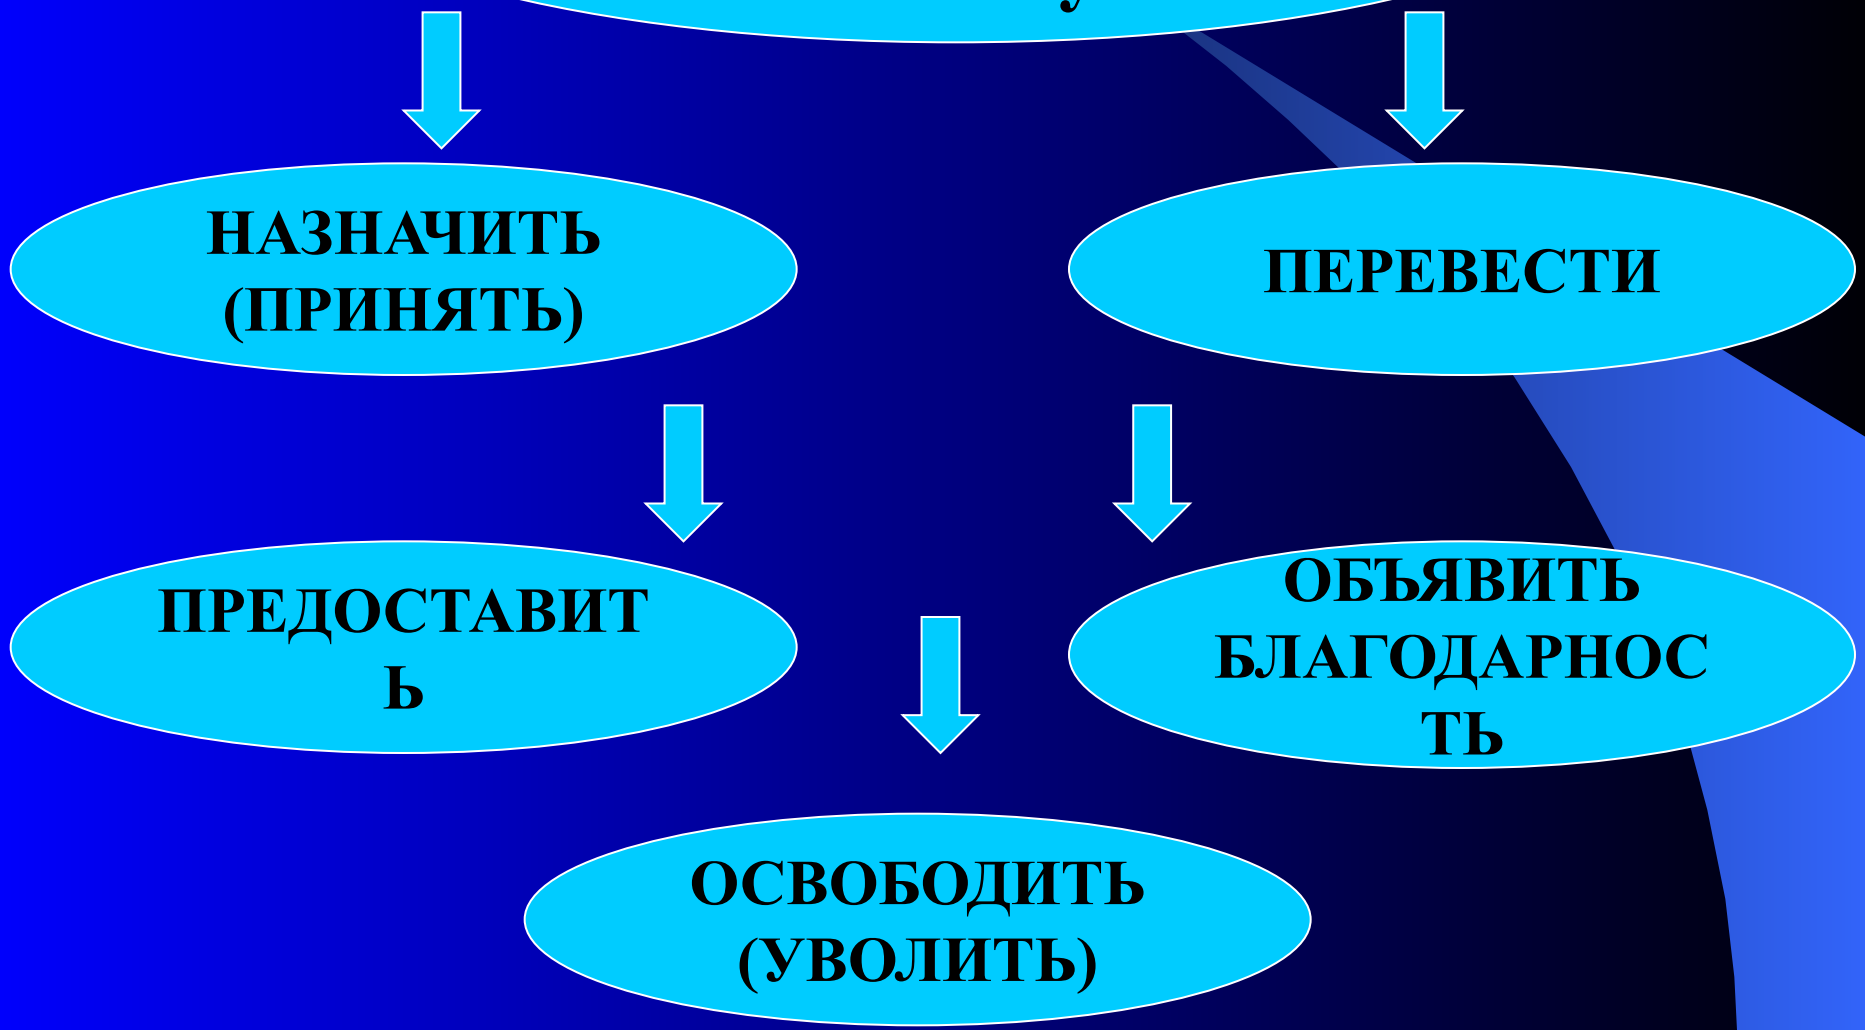 НАЗНАЧИТЬ
(ПРИНЯТЬ)
ПЕРЕВЕСТИ
ПРЕДОСТАВИТ
Ь
ОБЪЯВИТЬ
БЛАГОДАРНОС
ТЬ
ОСВОБОДИТЬ
(УВОЛИТЬ)